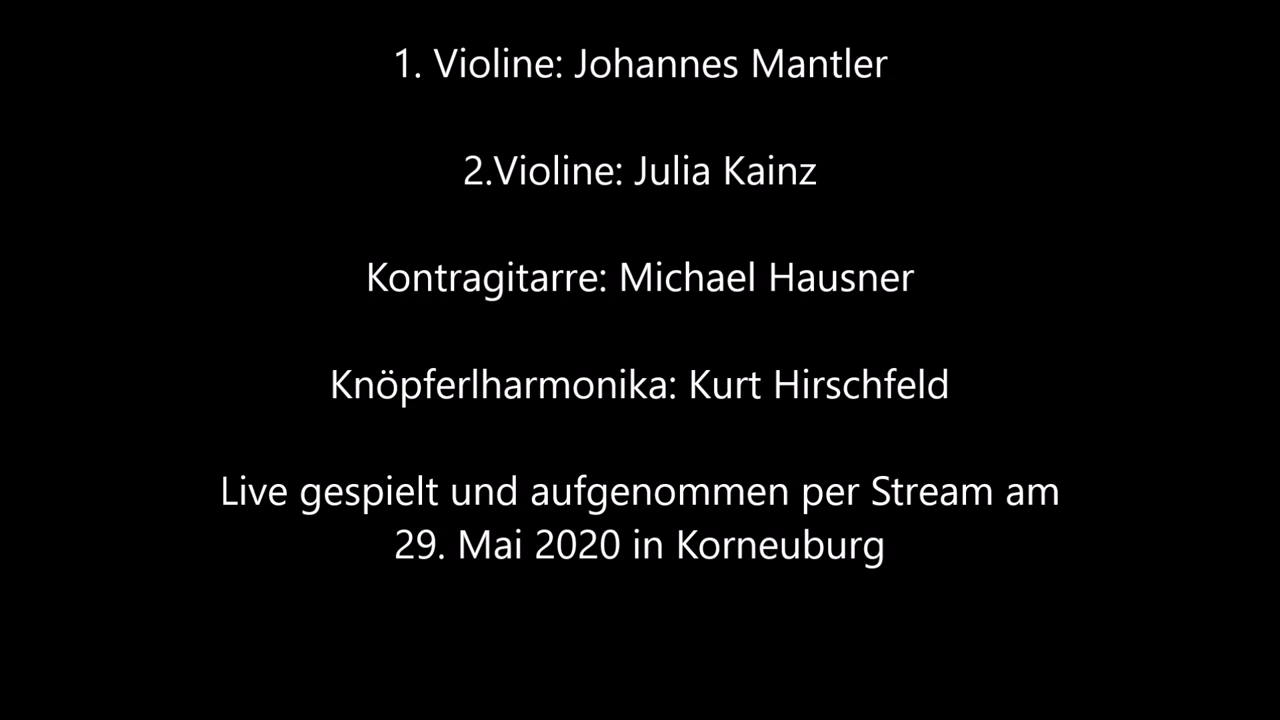 1. Violine: Johannes Mantler
2.Violine: Julia Kainz
Kontragitarre: Michael Hausner
Knöpferlharmonika: Kurt Hirschfeld
Live gespielt und aufgenommen per Stream am
29. Mai 2020 in Korneuburg